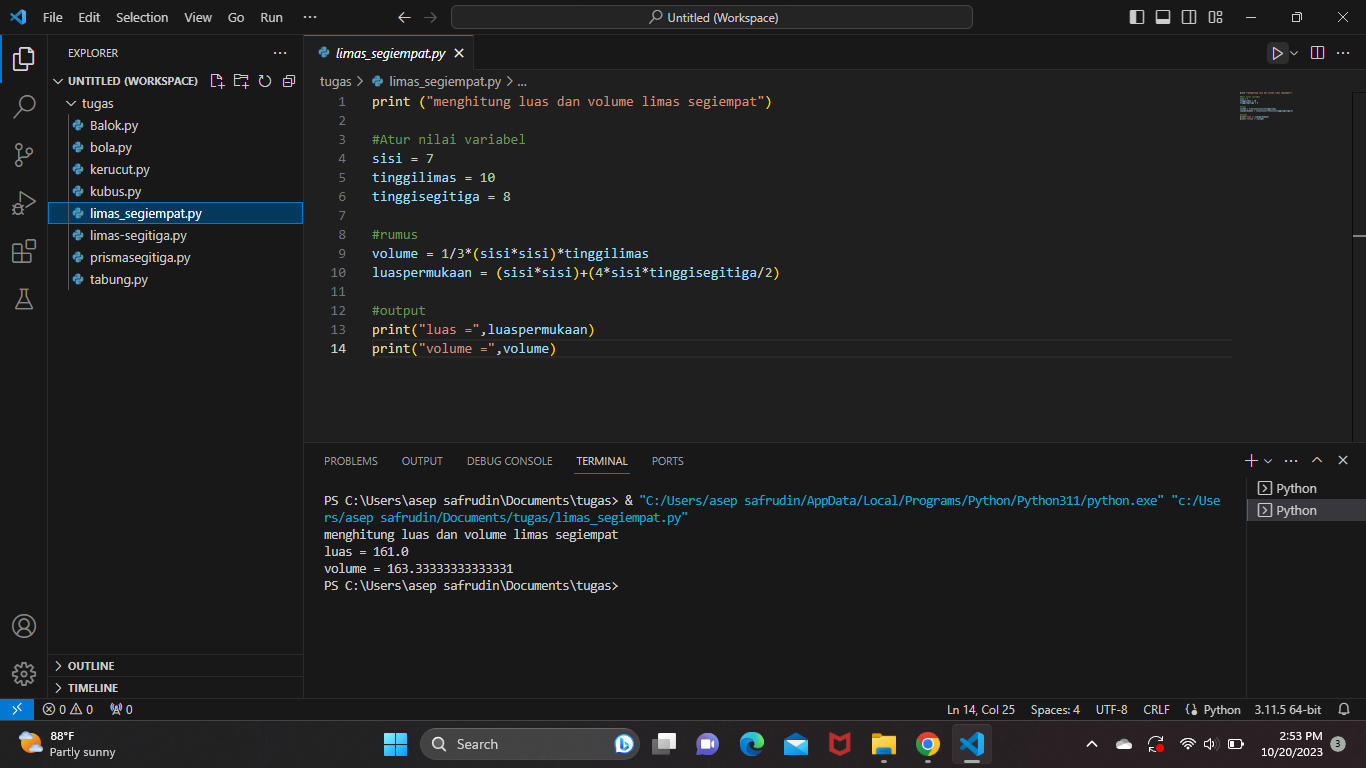 File Edit Selection View Go Run ···
Untitled (Workspace)
EXPLORER
UNTITLED (WORKSPACE)
tugas
Balok.py
bola.py
kerucut.py
kubus.py
limas_segiempat.py
limas-segitiga.py
prismasegitiga.py
tabung.py
OUTLINE
TIMELINE
limas_segiempat.py
tugas > limas_segiempat.py > ...
1 print ("menghitung luas dan volume limas segiempat")
2
3 #Atur nilai variabel
4 sisi = 7
5 tinggilimas = 10
6 tinggisegitiga = 8
7
8 #rumus
9 volume = 1/3*(sisi*sisi)*tinggilimas
10 luaspermukaan = (sisi*sisi)+(4*sisi*tinggisegitiga/2)
11
12 #output
13 print("luas =",luaspermukaan)
14 print("volume =",volume)
PROBLEMS OUTPUT DEBUG CONSOLE TERMINAL PORTS
PS C:\Users\asep safrudin\Documents\tugas> & "C:/Users/asep safrudin/AppData/Local/Programs/Python/Python311/python.exe" "c:/Use
rs/asep safrudin/Documents/tugas/limas_segiempat.py"
menghitung luas dan volume limas segiempat
luas = 161.0
volume = 163.33333333333331
PS C:\Users\asep safrudin\Documents\tugas>
Python
Python
0 0 0
Ln 14, Col 25 Spaces: 4 UTF-8 CRLF Python 3.11.5 64-bit
88°F
Partly sunny
Search
2:53 PM
10/20/2023
3